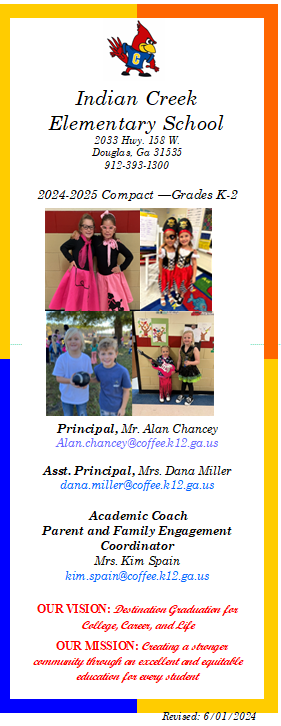 Indian Creek
Elementary School
2033 Hwy. 158 W.
Douglas, Ga 31535
912-393-1300
2024-2025 Compact —Grades K-2
Principal, Mr. Alan Chancey
Alan.chancey@coffee.k12.ga.us
Asst. Principal, Mrs. Dana Miller
dana.miller@coffee.k12.ga.us
Academic Coach
Parent and Family Engagement
Coordinator
Mrs. Kim Spain
kim.spain@coffee.k12.ga.us
OUR VISION: Destination Graduation for
College, Career, and Life
OUR MISSION: Creating a stronger
community through an excellent and equitable
education for every student
Revised: 6/01/2024